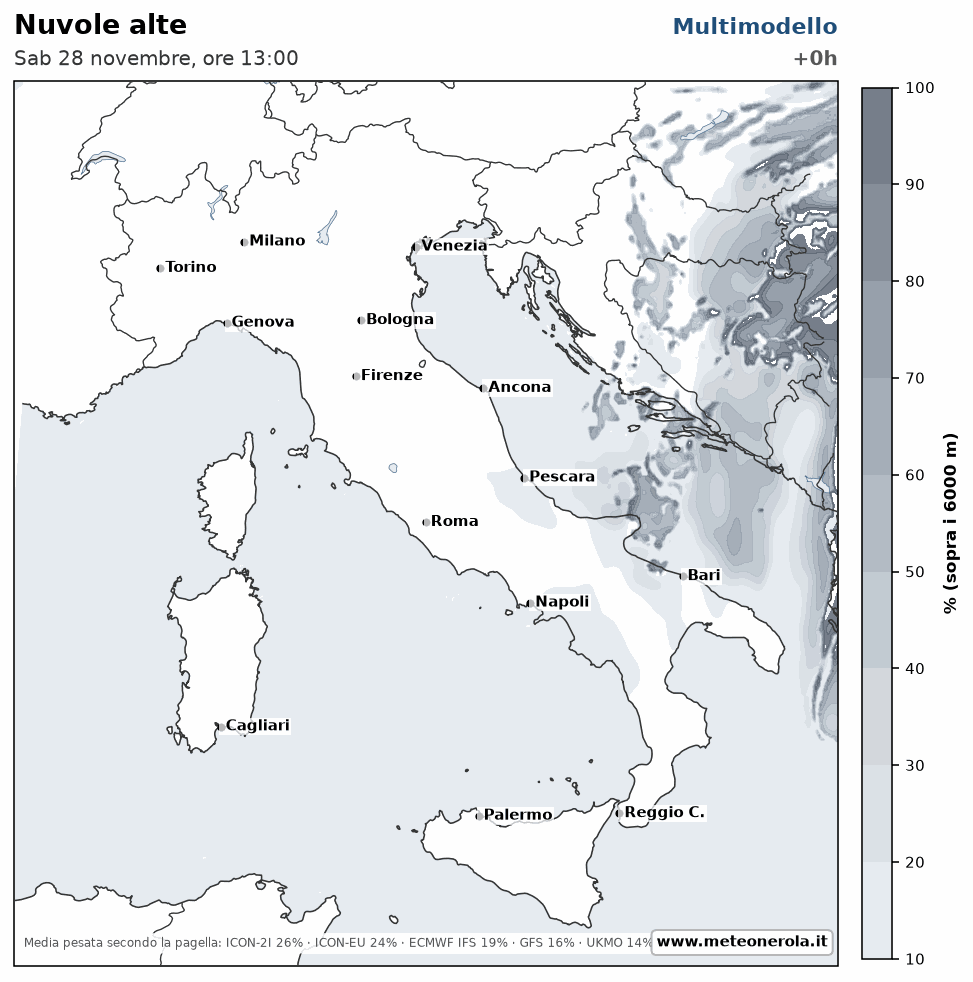 Nuvole alte
Multimodello
Sab 28 novembre, ore 13:00
+0h
100
90
80
70
60
50
40
30
20
10
% (sopra i 6000 m)
Milano
Venezia
Torino
Genova
Bologna
Firenze
Ancona
Pescara
Roma
Bari
Napoli
Cagliari
Palermo
Reggio C.
Media pesata secondo la pagella: ICON-2I 26% · ICON-EU 24% · ECMWF IFS 19% · GFS 16% · UKMO 14%
www.meteonerola.it